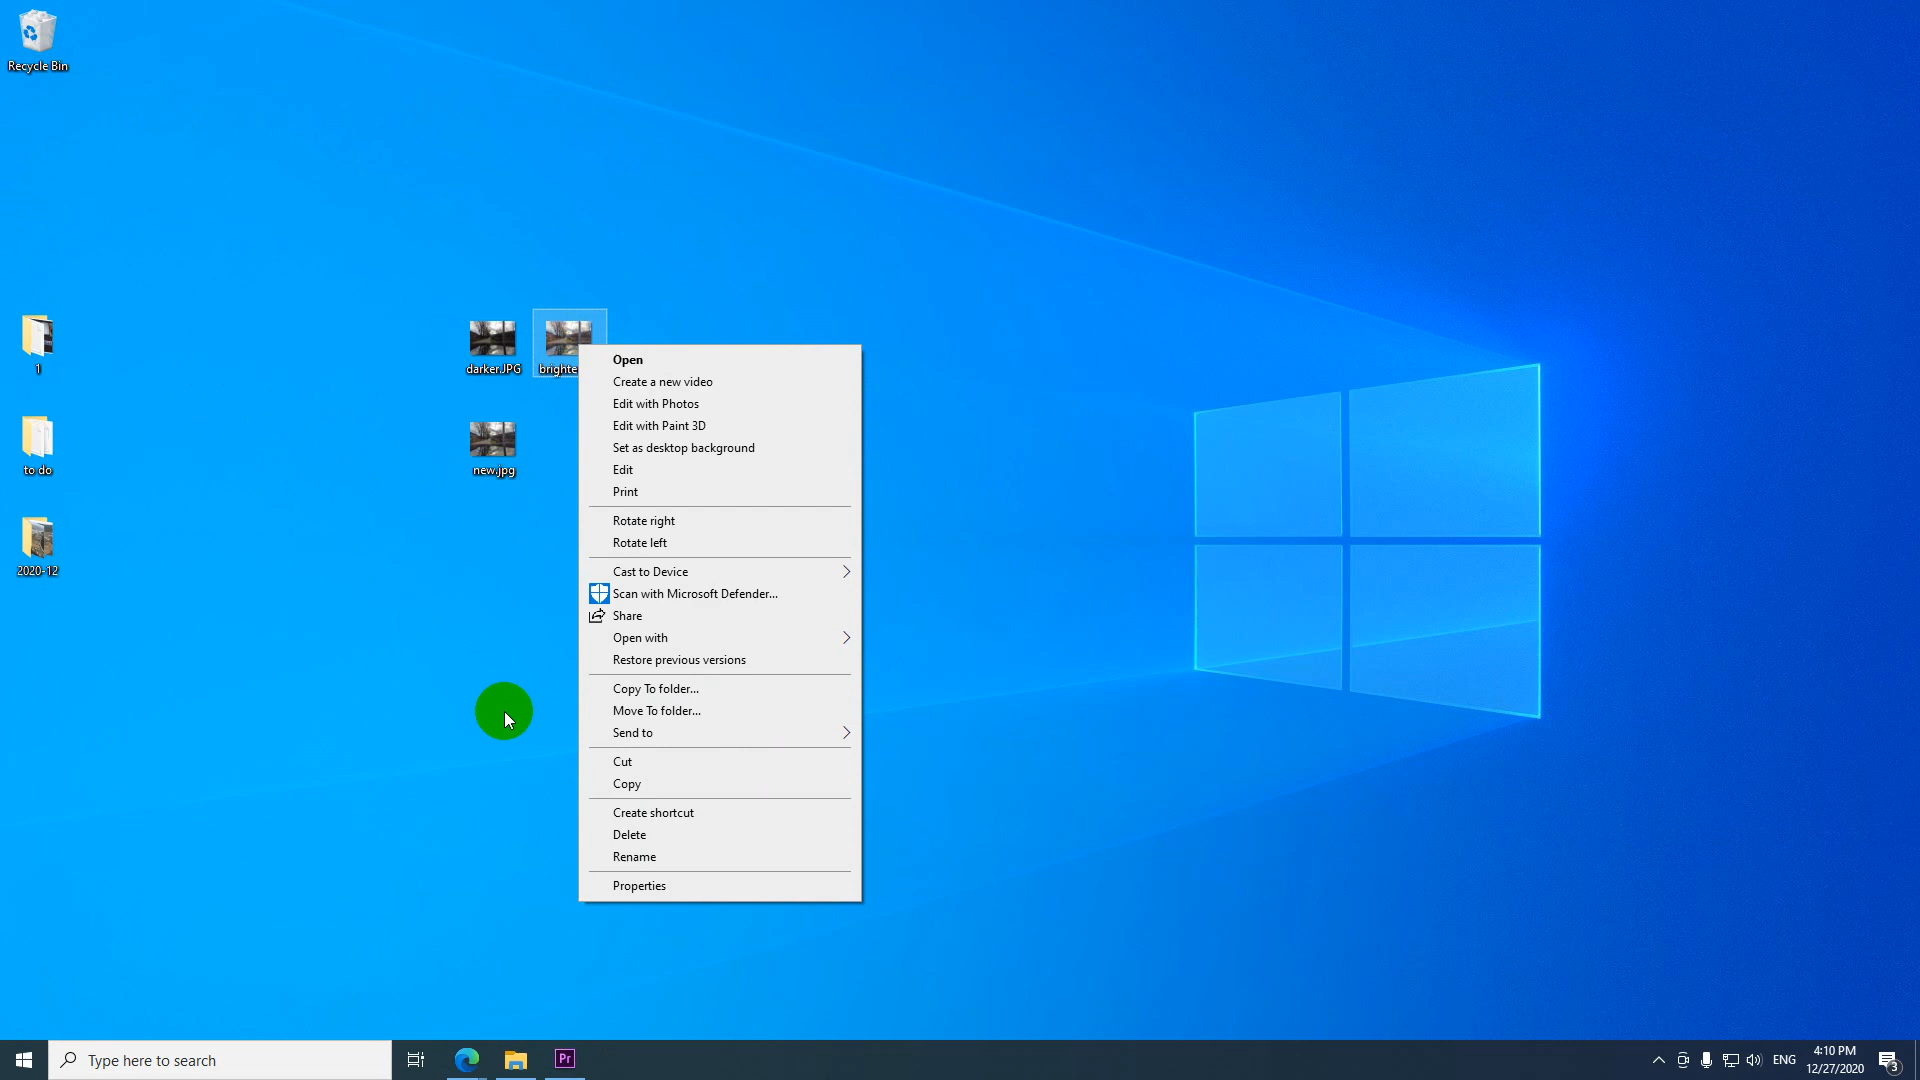 Recycle Bin
1
to do
2020-12
darker.JPG
brighte
new.jpg
Open
Create a new video
Edit with Photos
Edit with Paint 3D
Set as desktop background
Edit
Print
Rotate right
Rotate left
Cast to Device
Scan with Microsoft Defender...
Share
Open with
Restore previous versions
Copy To folder...
Move To folder...
Send to
Cut
Copy
Create shortcut
Delete
Rename
Properties
Type here to search
Pr
ENG
4:10 PM
12/27/2020
3